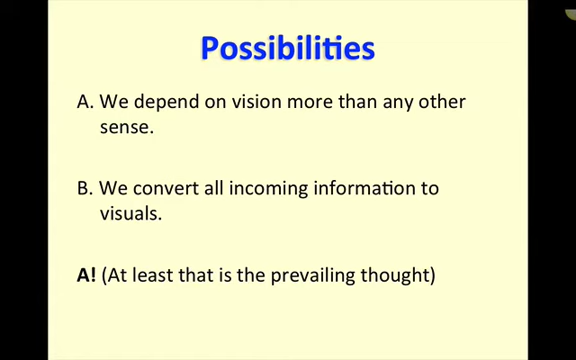 Possibilities
A. We depend on vision more than any other
sense.
B. We convert all incoming information to
visuals.
A! (At least that is the prevailing thought)